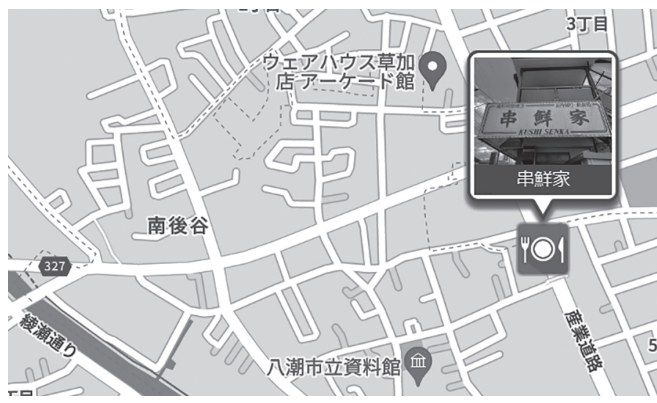 3丁目
ウェアハウス草加
店 アーケード館
串鮮家
KUSHI SENKA
串鮮家
南後谷
327
綾瀬通り
産業道路
八潮市立資料館
5
丁目